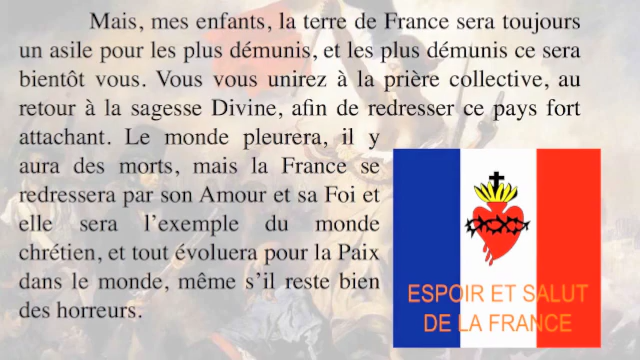 Mais, mes enfants, la terre de France sera toujours
un asile pour les plus démunis, et les plus démunis ce sera
bientôt vous. Vous vous unirez à la prière collective, au
retour à la sagesse Divine, afin de redresser ce pays fort
attachant. Le monde pleurera, il y
aura des morts, mais la France se
redressera par son Amour et sa Foi et
elle sera l'exemple du monde
chrétien, et tout évoluera pour la Paix
dans le monde, même s'il reste bien
des horreurs.
ESPOIR ET SALUT
DE LA FRANCE